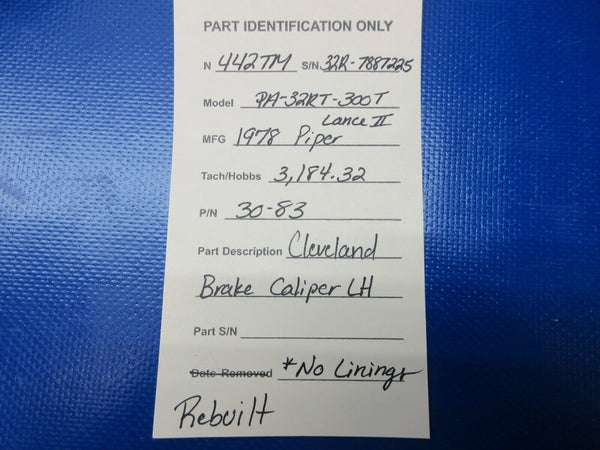 PART IDENTIFICATION ONLY
N 442TM S/N 32R-7887225
Model PA-32RT-300T
Lance II
MFG 1978 Piper
Tach/Hobbs 3,184.32
P/N 30-83
Part Description Cleveland
Brake Caliper LH
Part S/N
Date Removed *No Linings
Rebuilt